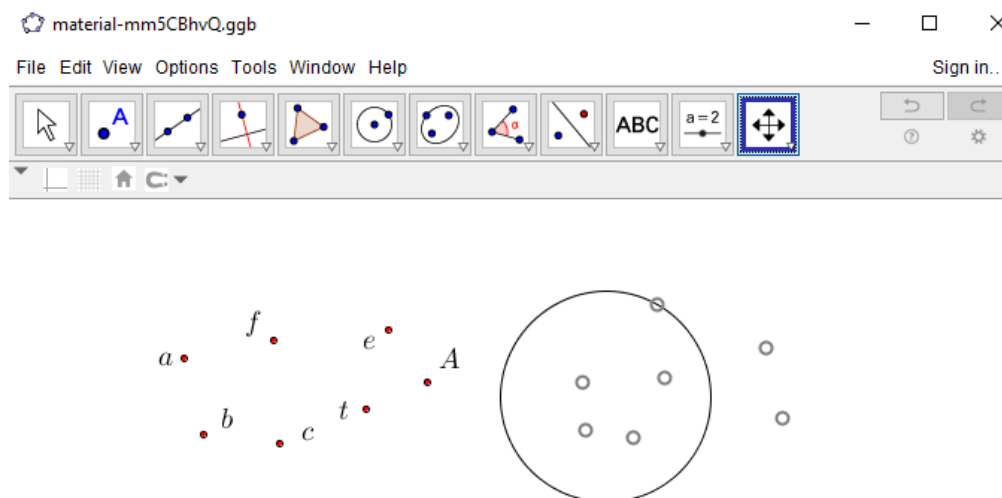 material-mm5CBhvQ.ggb
File Edit View Options Tools Window Help Sign in...
A α ABC a=2
f
e
a
A
t
b
c